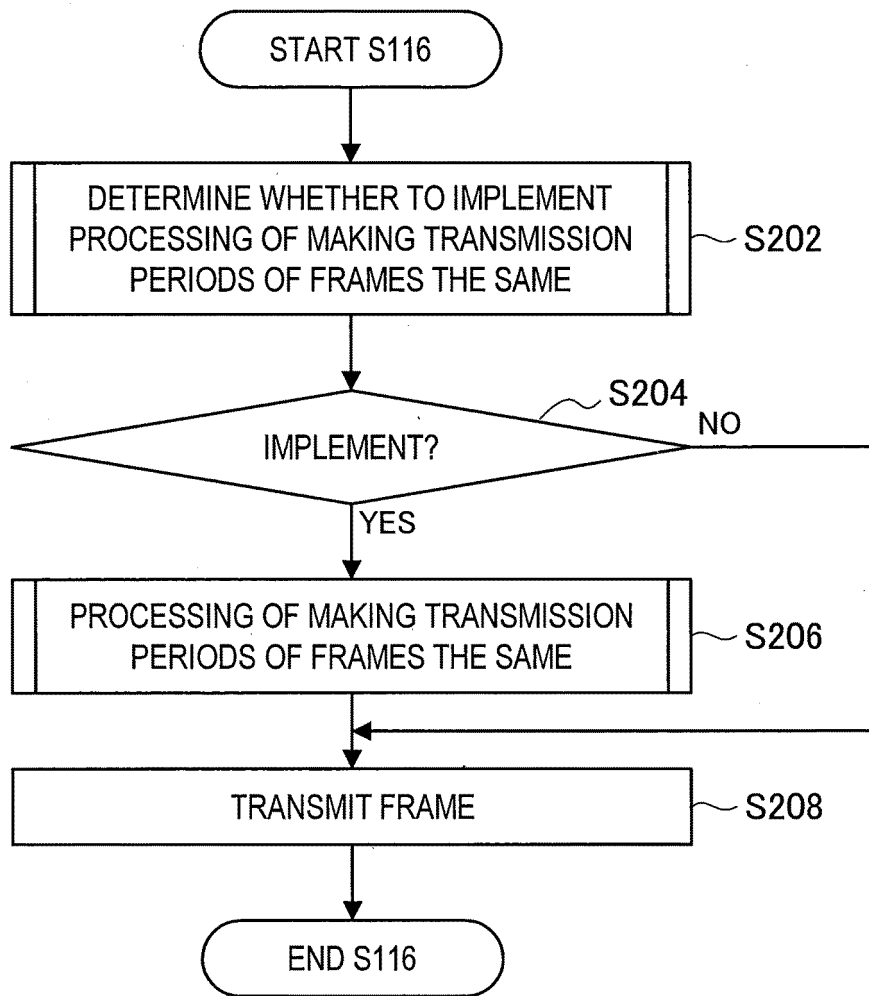 START S116
DETERMINE WHETHER TO IMPLEMENT
PROCESSING OF MAKING TRANSMISSION
PERIODS OF FRAMES THE SAME
S202
S204
IMPLEMENT?
NO
YES
PROCESSING OF MAKING TRANSMISSION
PERIODS OF FRAMES THE SAME
S206
TRANSMIT FRAME
S208
END S116